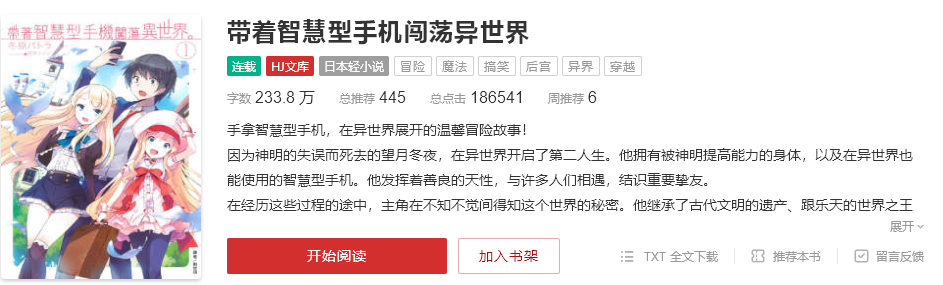 帶著智慧型手機闖蕩異世界。
冬原パトラ
1
带着智慧型手机闯荡异世界
连载 HJ文库 日本轻小说 冒险 魔法 搞笑 后宫 异界 穿越
字数 233.8 万 总推荐 445 总点击 186541 周推荐 6
手拿智慧型手机，在异世界展开的温馨冒险故事！
因为神明的失误而死去的望月冬夜，在异世界开启了第二人生。他拥有被神明提高能力的身体，以及在异世界也
能使用的智慧型手机。他发挥着善良的天性，与许多人们相遇，结识重要挚友。
在经历这些过程的途中，主角在不知不觉间得知这个世界的秘密。他继承了古代文明的遗产、跟乐天的世界之王
展开
开始阅读 加入书架 TXT 全文下载 推荐本书 留言反馈